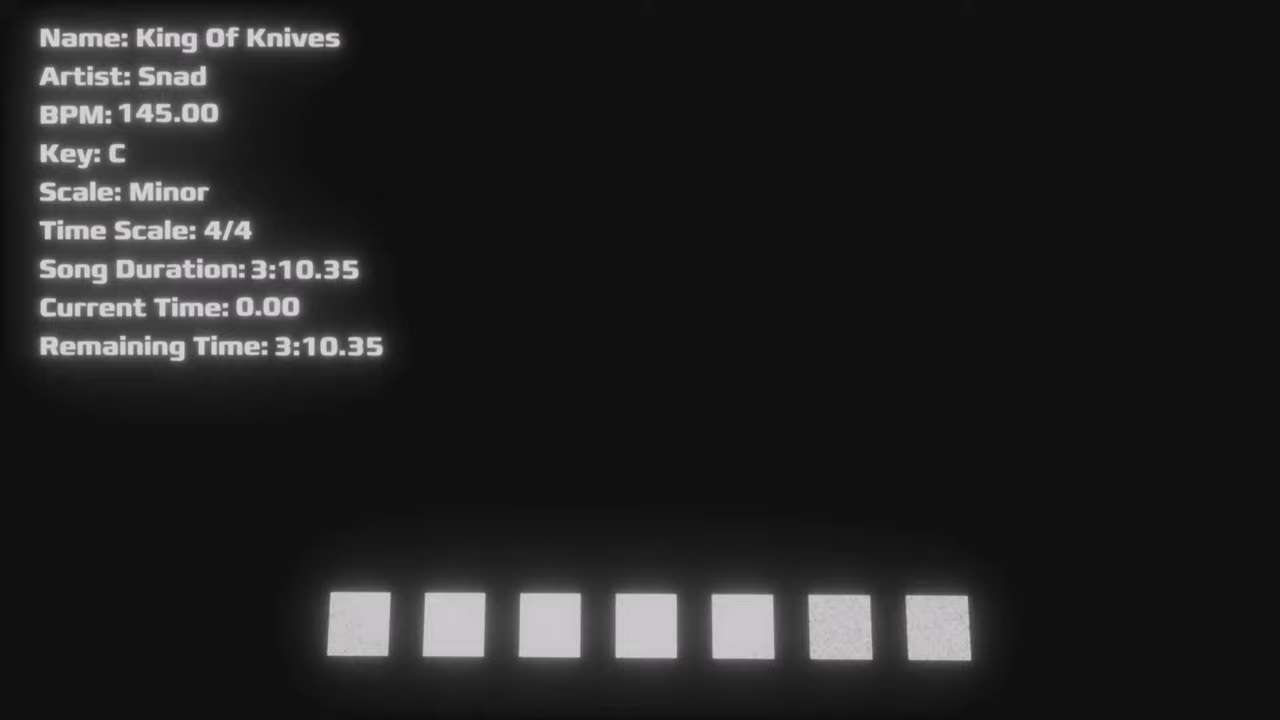 Name: King Of Knives
Artist: Snad
BPM: 145.00
Key: C
Scale: Minor
Time Scale: 4/4
Song Duration: 3:10.35
Current Time: 0.00
Remaining Time: 3:10.35